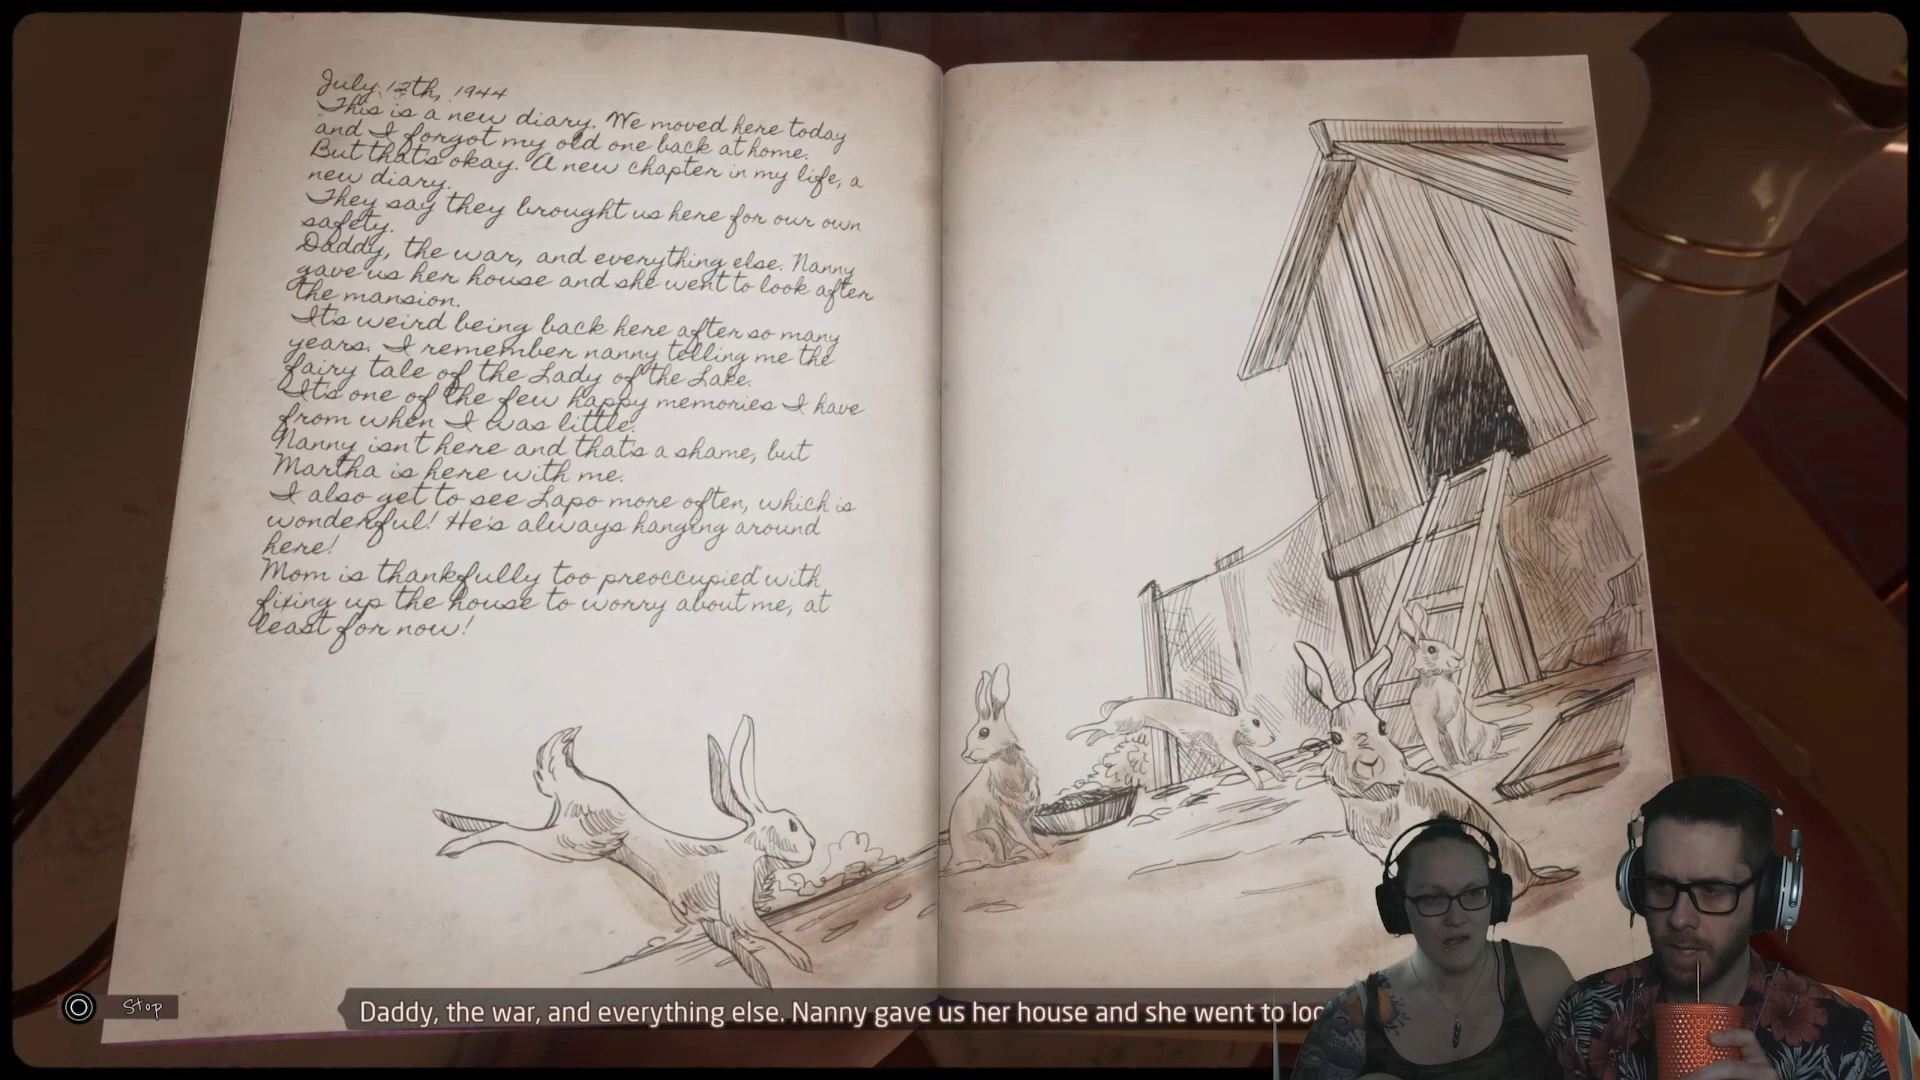 July 12th, 1944
This is a new diary. We moved here today
and I forgot my old one back at home.
But that's okay. A new chapter in my life, a
new diary.
They say they brought us here for our own
safety.
Daddy, the war, and everything else. Nanny
gave us her house and she went to look after
the mansion.
It's weird being back here after so many
years. I remember nanny telling me the
fairy tale of the Lady of the Lake.
It's one of the few happy memories I have
from when I was little.
Nanny isn't here and that's a shame, but
Martha is here with me.
I also get to see Lapo more often, which is
wonderful! He's always hanging around
here!
Mom is thankfully too preoccupied with
fixing up the house to worry about me, at
least for now!
Stop
Daddy, the war, and everything else. Nanny gave us her house and she went to loo